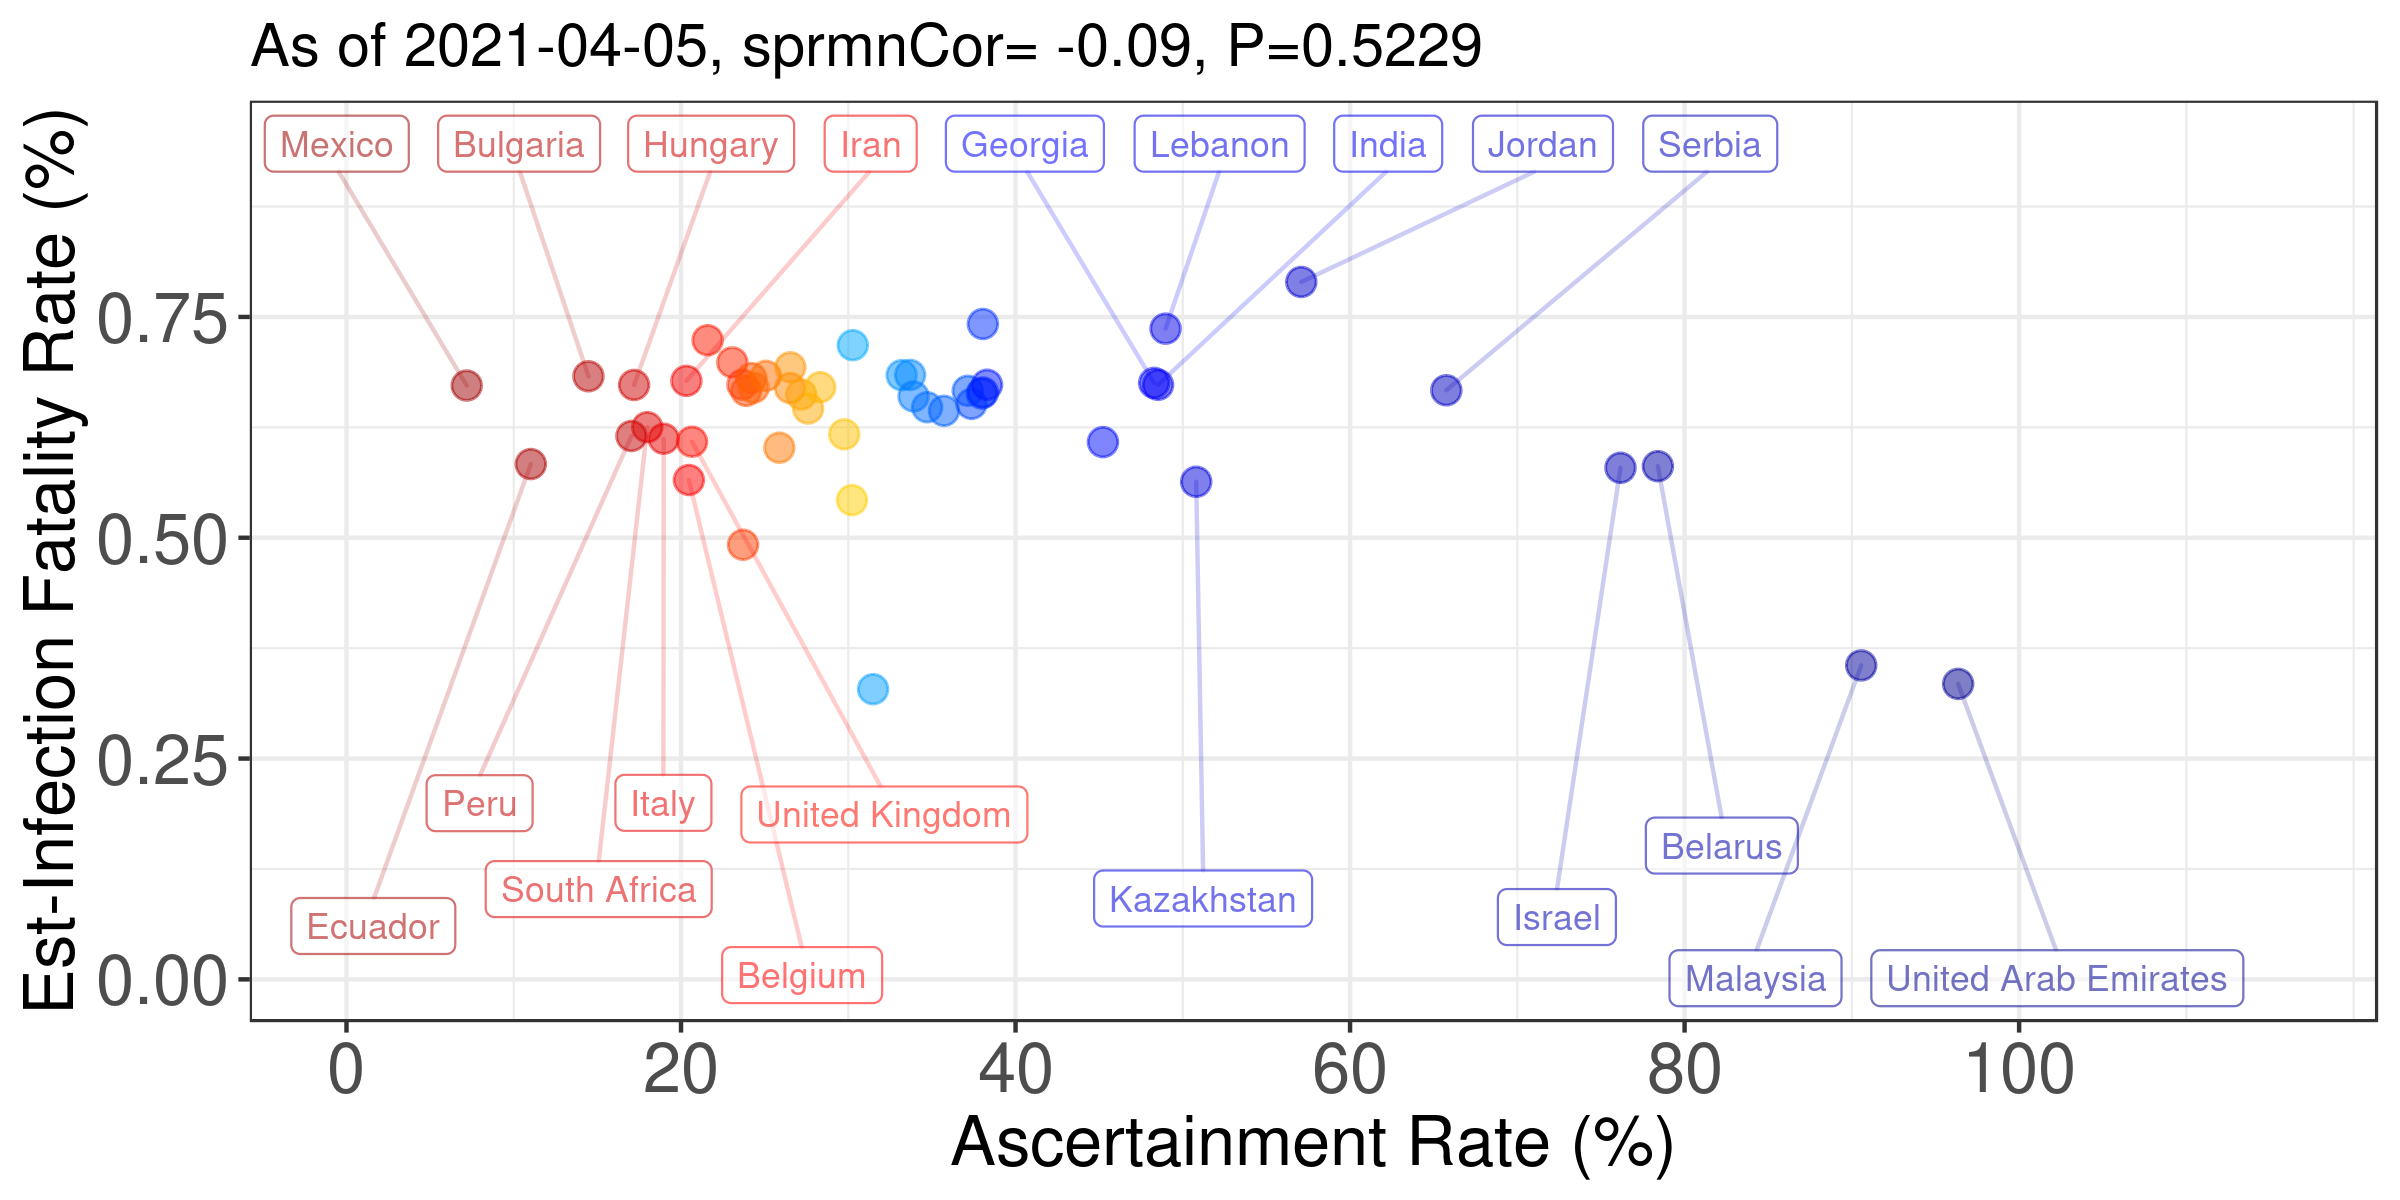 As of 2021-04-05, sprmnCor= -0.09, P=0.5229
Est-Infection Fatality Rate (%)
Mexico
Bulgaria
Hungary
Iran
Georgia
Lebanon
India
Jordan
Serbia
0.75
0.50
0.25
0.00
Peru
Italy
United Kingdom
Belarus
South Africa
Kazakhstan
Israel
Ecuador
Belgium
Malaysia
United Arab Emirates
0
20
40
60
80
100
Ascertainment Rate (%)